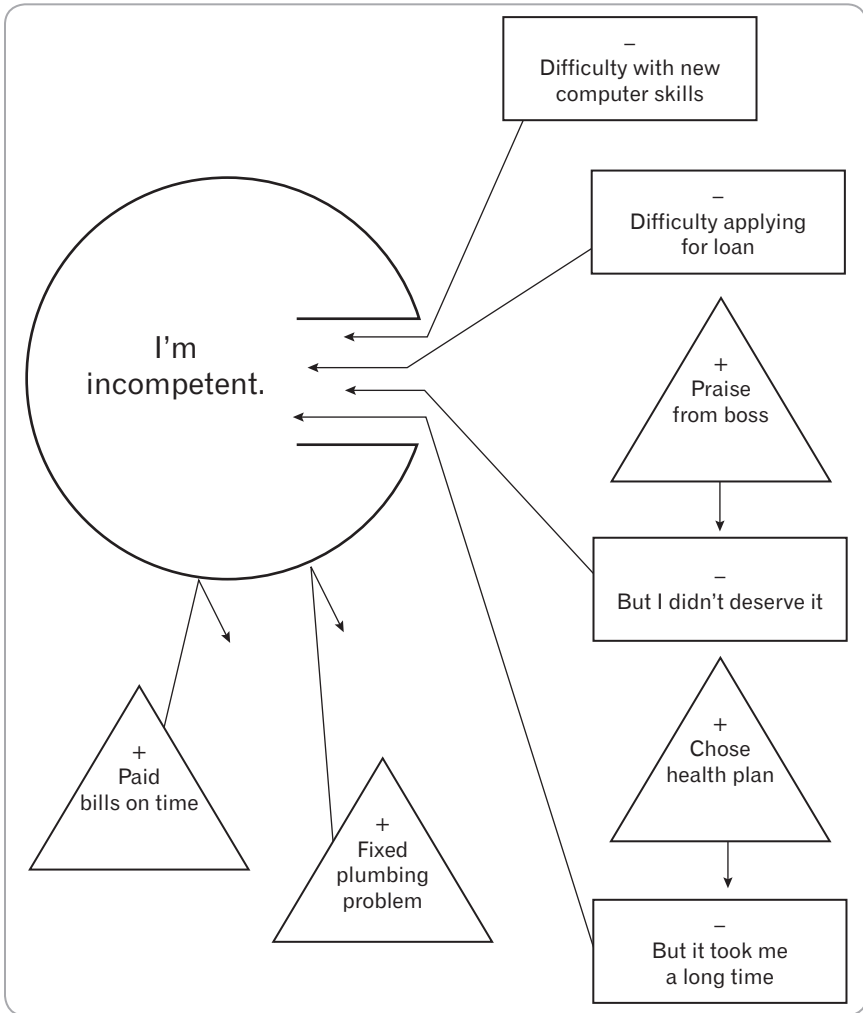 –
Difficulty with new
computer skills
–
Difficulty applying
for loan
I'm
incompetent.
+
Praise
from boss
–
But I didn't deserve it
+
Chose
health plan
+
Paid
bills on time
+
Fixed
plumbing
problem
–
But it took me
a long time